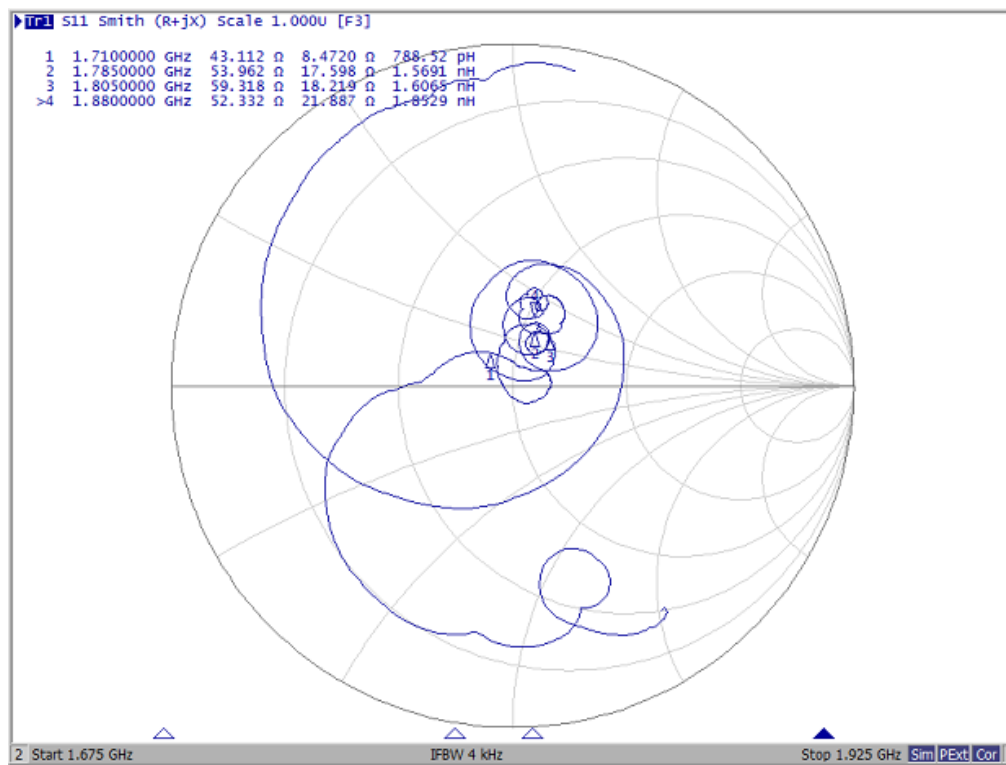 Tr1 S11 Smith (R+jX) Scale 1.000U [F3]
1 1.7100000 GHz 43.112 Ω 8.4720 Ω 788.52 pH
2 1.7850000 GHz 53.962 Ω 17.598 Ω 1.5691 nH
3 1.8050000 GHz 59.318 Ω 18.219 Ω 1.6065 nH
>4 1.8800000 GHz 52.332 Ω 21.887 Ω 1.8529 nH
1
2 Start 1.675 GHz IFBW 4 kHz Stop 1.925 GHz Sim PExt Cor